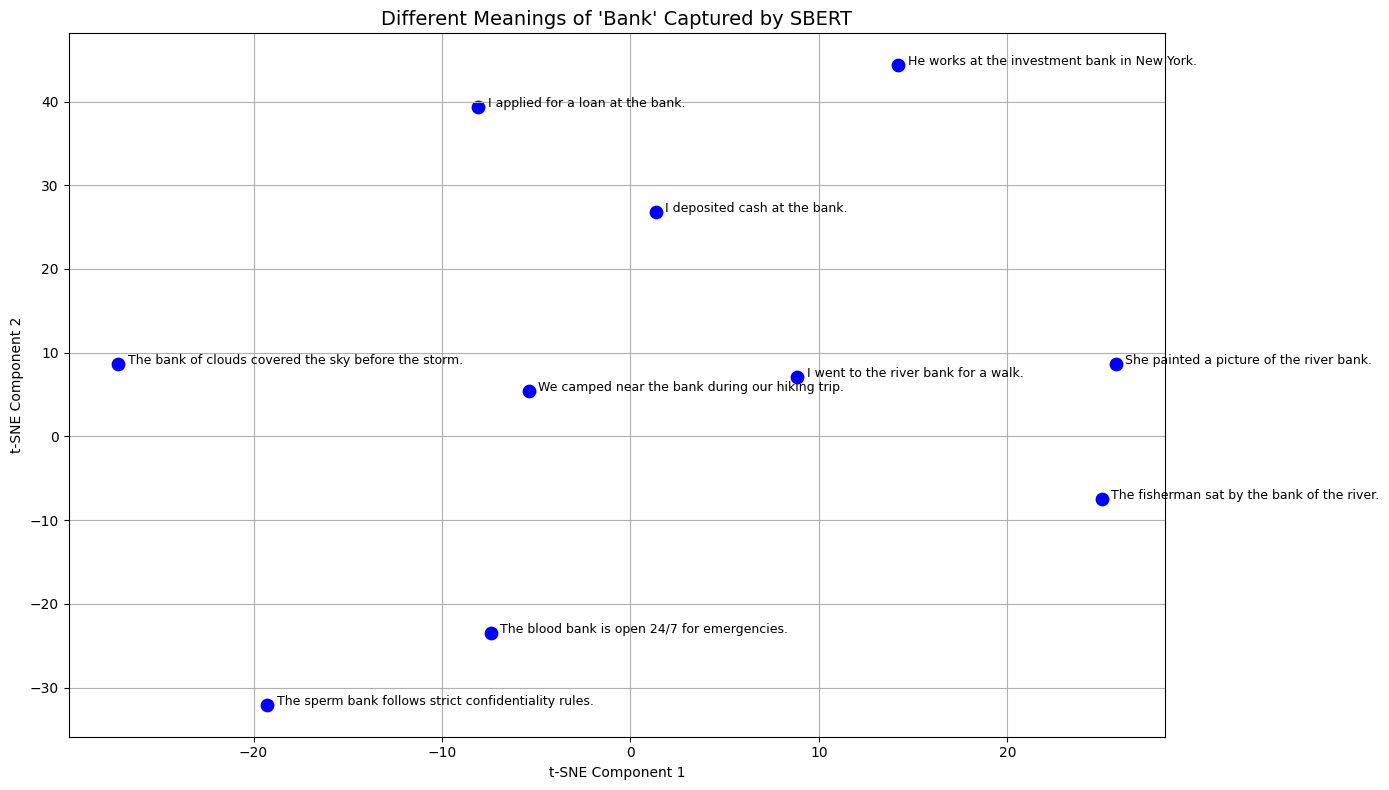 Different Meanings of 'Bank' Captured by SBERT
He works at the investment bank in New York.
I applied for a loan at the bank.
I deposited cash at the bank.
The bank of clouds covered the sky before the storm.
She painted a picture of the river bank.
I went to the river bank for a walk.
We camped near the bank during our hiking trip.
The fisherman sat by the bank of the river.
The blood bank is open 24/7 for emergencies.
The sperm bank follows strict confidentiality rules.
t-SNE Component 2
40
30
20
10
0
−10
−20
−30
−20
−10
0
10
20
t-SNE Component 1